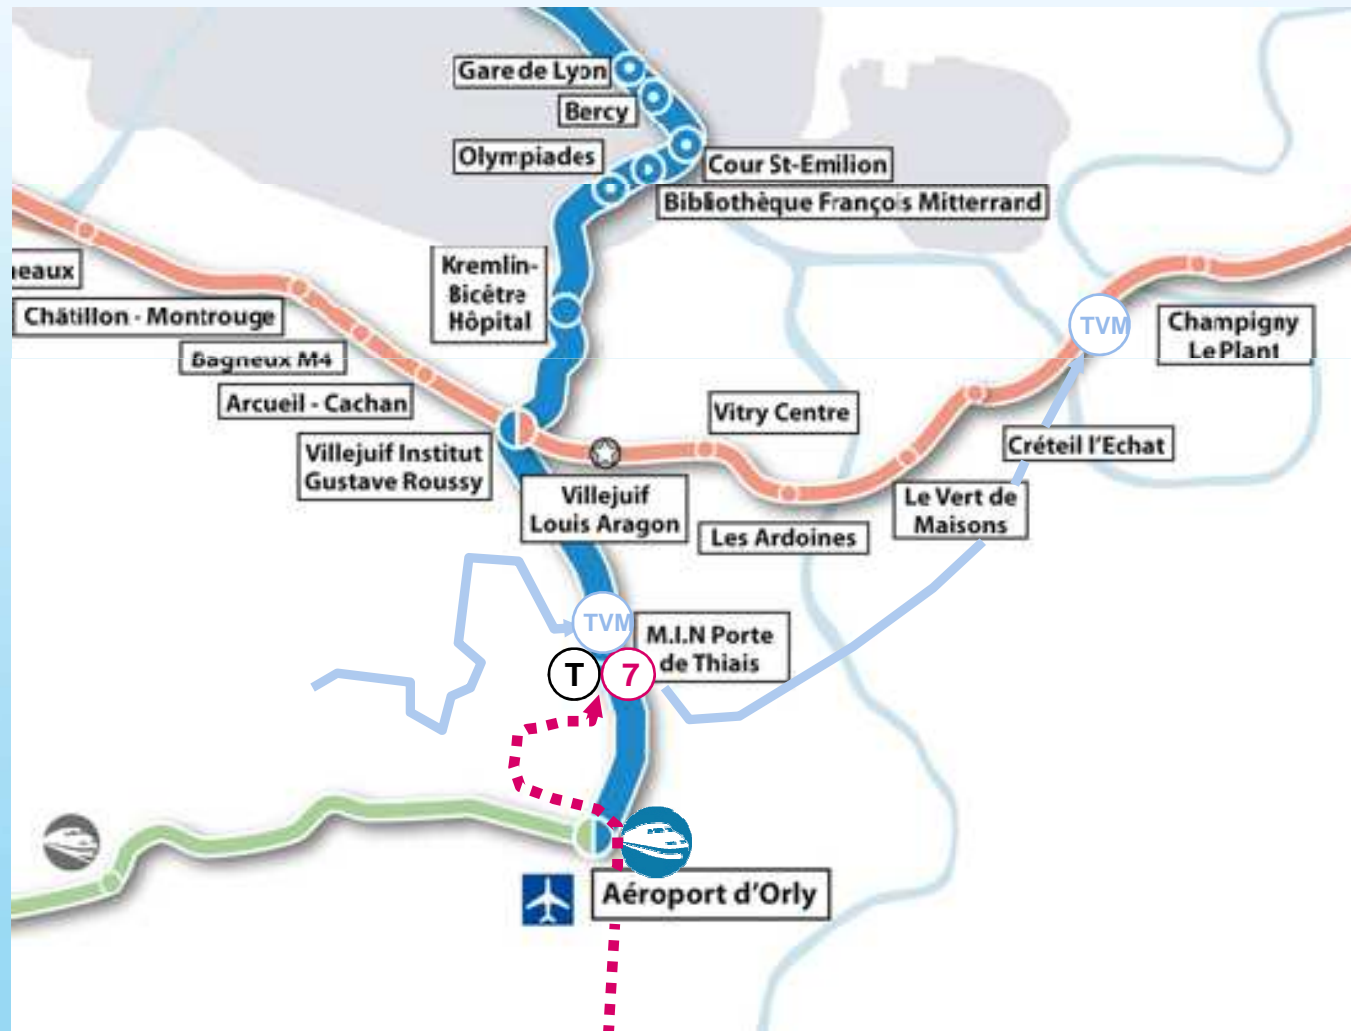 Gare de Lyon
Bercy
Olympiades
Cour St-Emilion
Bibliothèque François Mitterrand
Kremlin-
Bicêtre
Hôpital
eaux
Châtillon - Montrouge
Bagneux M4
Arcueil - Cachan
TVM
Champigny
Le Plant
Vitry Centre
Villejuif Institut
Gustave Roussy
Créteil l'Echat
Villejuif
Louis Aragon
Le Vert de
Maisons
Les Ardoines
TVM
M.I.N Porte
de Thiais
T
7
Aéroport d'Orly